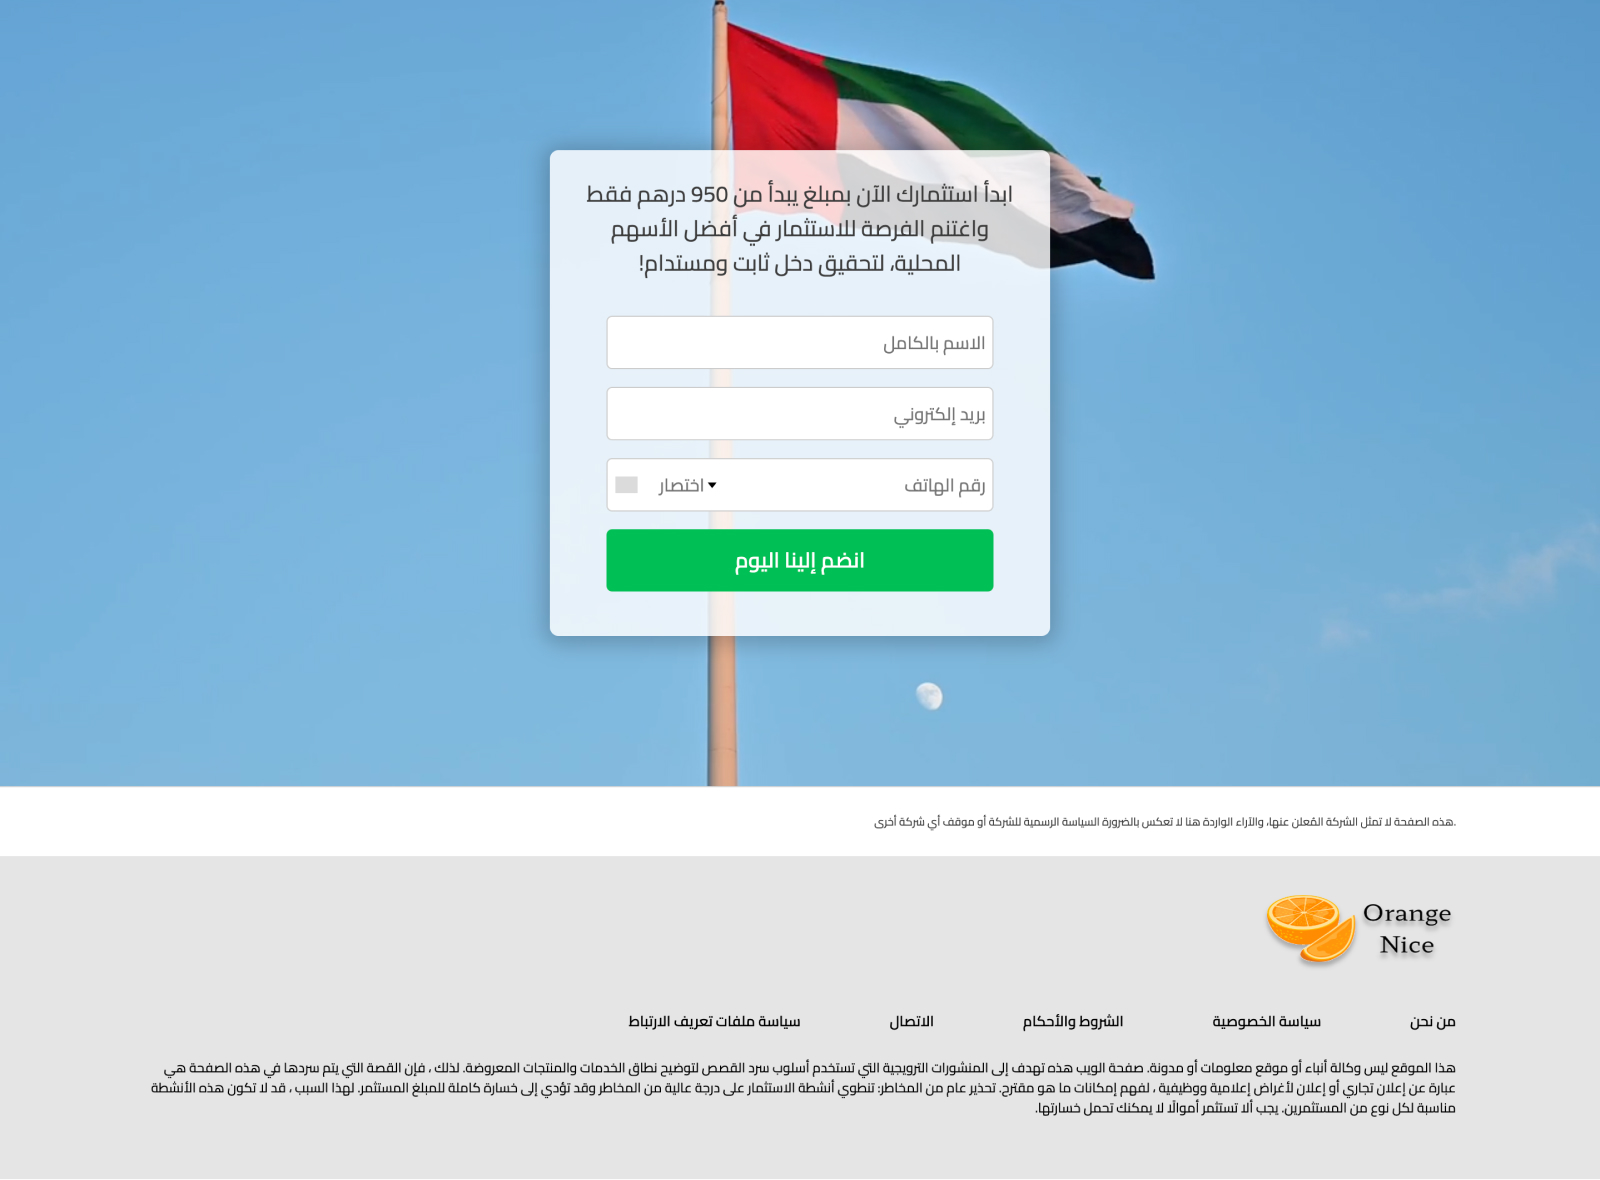 ابدأ استثمارك الآن بمبلغ يبدأ من 950 درهم فقط
واغتنم الفرصة للاستثمار في أفضل الأسهم
المحلية، لتحقيق دخل ثابت ومستدام!
الاسم بالكامل
بريد إلكتروني
رقم الهاتف
اختصار
انضم إلينا اليوم
.هذه الصفحة لا تمثل الشركة المُعلن عنها، والآراء الواردة هنا لا تعكس بالضرورة السياسة الرسمية للشركة أو موقف أي شركة أخرى
Orange
Nice
من نحن
سياسة الخصوصية
الشروط والأحكام
الاتصال
سياسة ملفات تعريف الارتباط
هذا الموقع ليس وكالة أنباء أو موقع معلومات أو مدونة. صفحة الويب هذه تهدف إلى المنشورات الترويجية التي تستخدم أسلوب سرد القصص لتوضيح نطاق الخدمات والمنتجات المعروضة. لذلك ، فإن القصة التي يتم سردها في هذه الصفحة هي
عبارة عن إعلان تجاري أو إعلان لأغراض إعلامية ووظيفية ، لفهم إمكانات ما هو مقترح. تحذير عام من المخاطر: تنطوي أنشطة الاستثمار على درجة عالية من المخاطر وقد تؤدي إلى خسارة كاملة للمبلغ المستثمر. لهذا السبب ، قد لا تكون هذه الأنشطة
مناسبة لكل نوع من المستثمرين. يجب ألا تستثمر أموالًا لا يمكنك تحمل خسارتها.